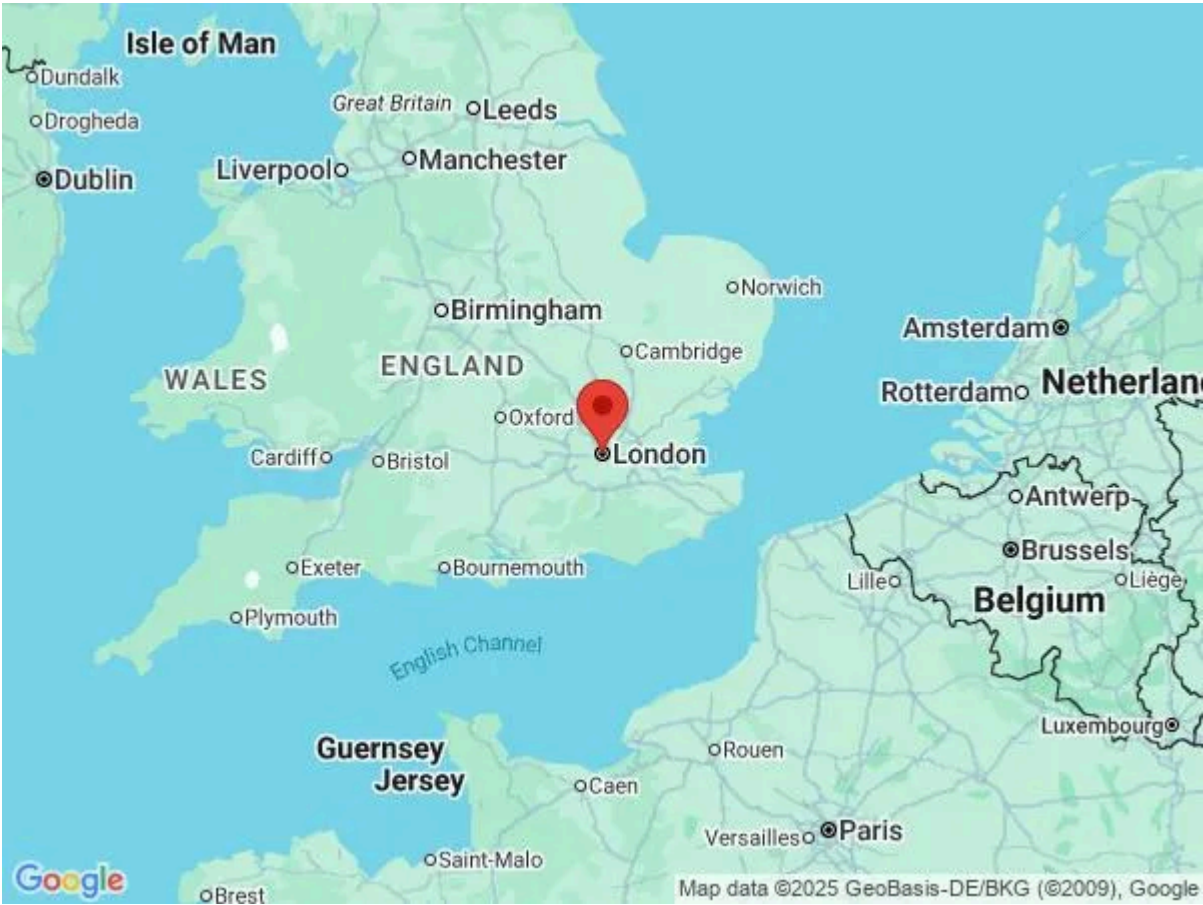 Isle of Man
Dundalk
Great Britain
Leeds
Drogheda
Manchester
Liverpool
Dublin
Norwich
Birmingham
Amsterdam
Cambridge
ENGLAND
WALES
Rotterdam
Netherlan
Oxford
London
Cardiff
Bristol
Antwerp
Brussels
Exeter
Bournemouth
Lille
Liège
Belgium
Plymouth
English Channel
Luxembourg
Guernsey
Jersey
Rouen
Caen
Versailles
Paris
Saint-Malo
Google
Brest
Map data ©2025 GeoBasis-DE/BKG (©2009), Google